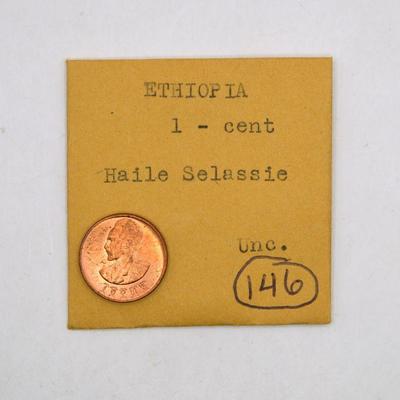 ETHIOPIA
1 - cent
Haile Selassie
Unc.
146